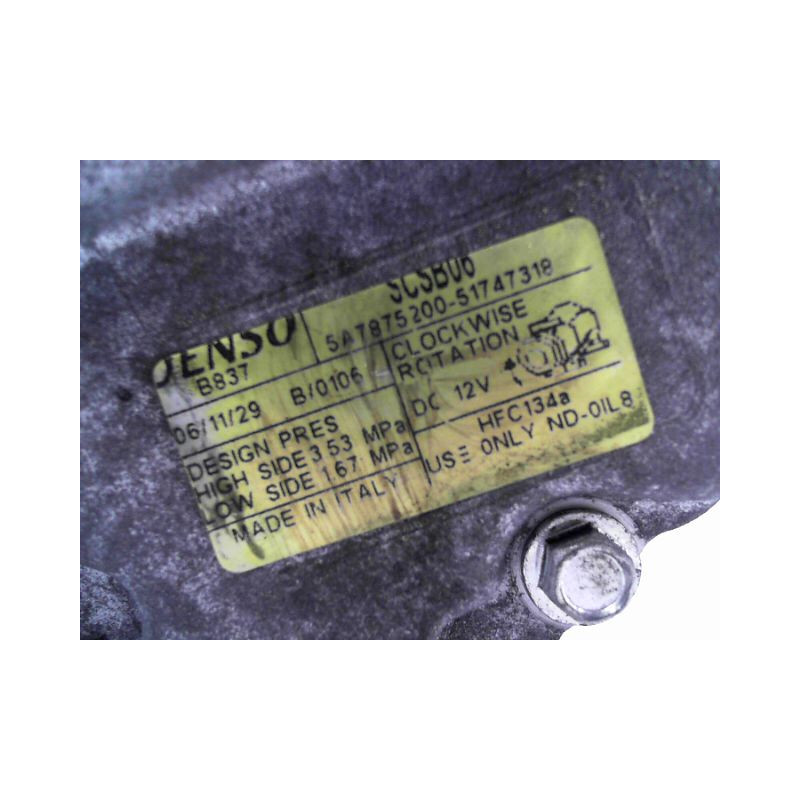 DENSO
SCSB06
5A7875200-51747318
B837
06/11/29 B/0106
CLOCKWISE
ROTATION
DC 12V
DESIGN PRES
HIGH SIDE 3.53 MPa
LOW SIDE 1.67 MPa
MADE IN ITALY
HFC134a
USE ONLY ND-OIL8